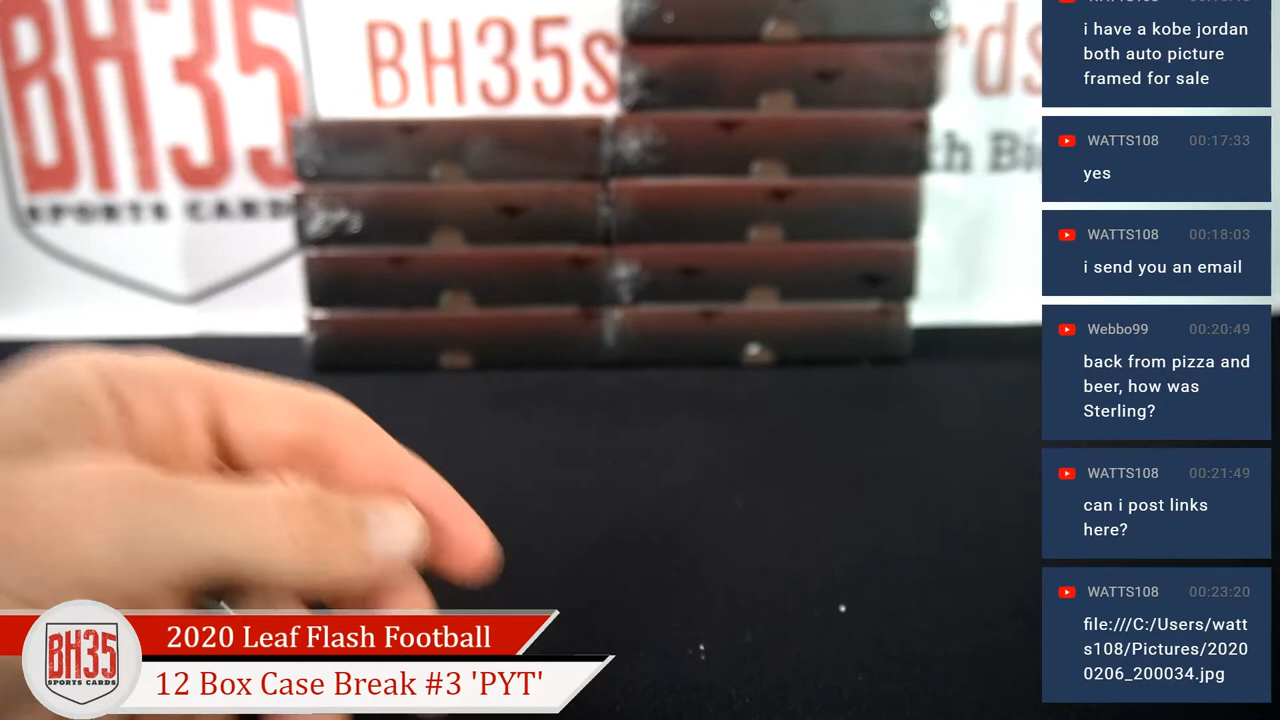 BH35
SPORTS CARDS
BH35s
rds
th Bi
i have a kobe jordan
both auto picture
framed for sale
WATTS108 00:17:33
yes
WATTS108 00:18:03
i send you an email
Webbo99 00:20:49
back from pizza and
beer, how was
Sterling?
WATTS108 00:21:49
can i post links
here?
WATTS108 00:23:20
file:///C:/Users/watt
s108/Pictures/2020
0206_200034.jpg
BH35
SPORTS CARDS
2020 Leaf Flash Football
12 Box Case Break #3 'PYT'